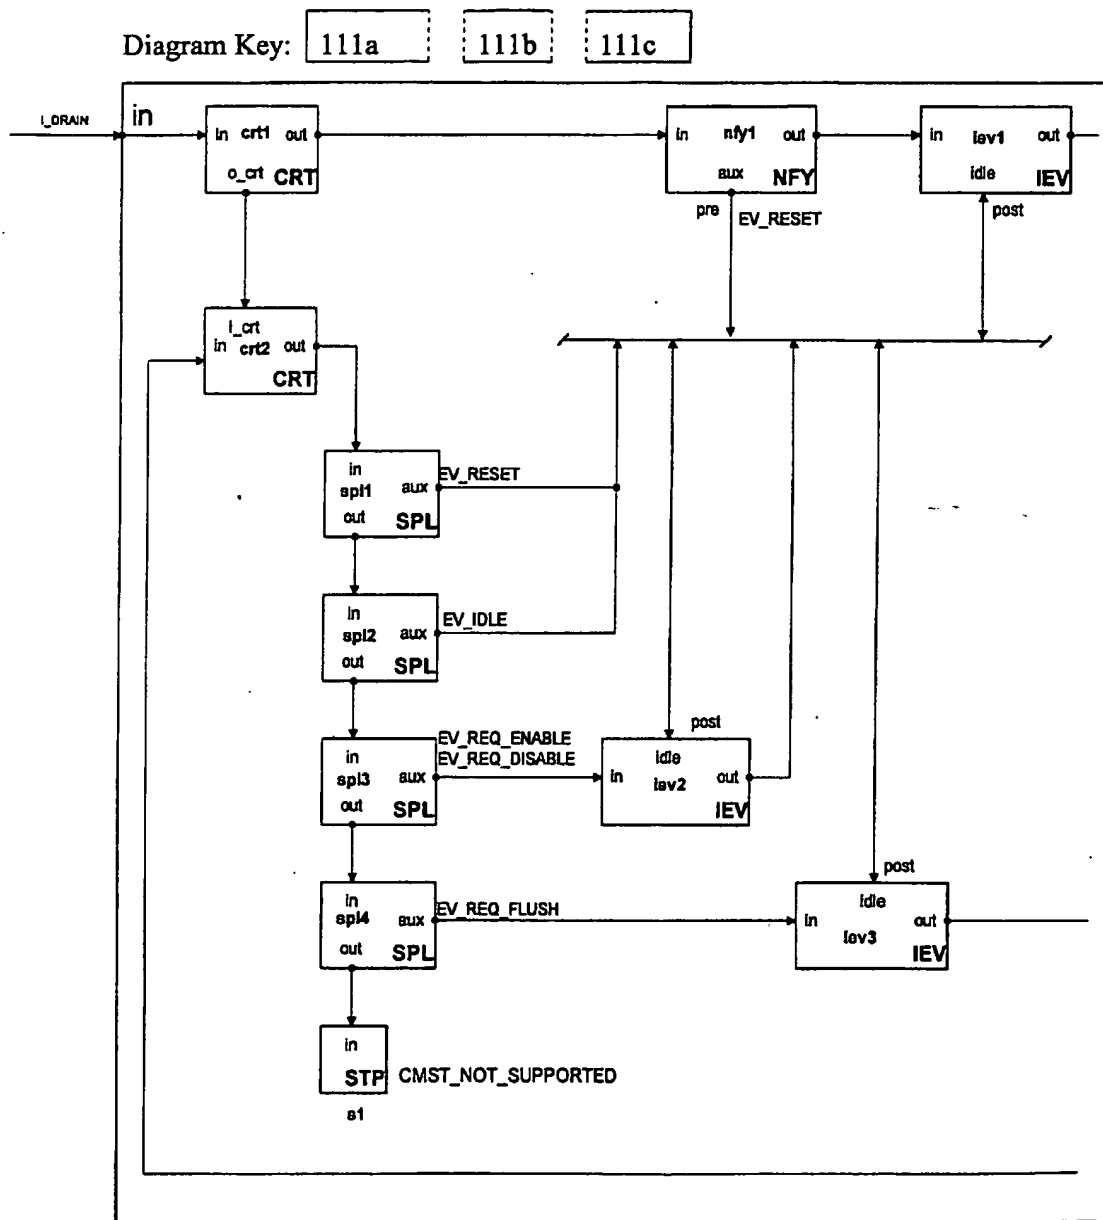 Diagram Key: 111a 111b 111c
I_DRAIN in
in crt1 out
o_crt CRT
in nfy1 out
aux NFY
pre EV_RESET
in iev1 out
idle IEV
post
i_crt
in crt2 out
CRT
in
spl1 aux EV_RESET
out SPL
in
spl2 aux EV_IDLE
out SPL
in
spl3 aux EV_REQ_ENABLE
EV_REQ_DISABLE
out SPL
post
idle
in iev2 out
IEV
in
spl4 aux EV_REQ_FLUSH
out SPL
post
idle
in iev3 out
IEV
in
STP CMST_NOT_SUPPORTED
s1